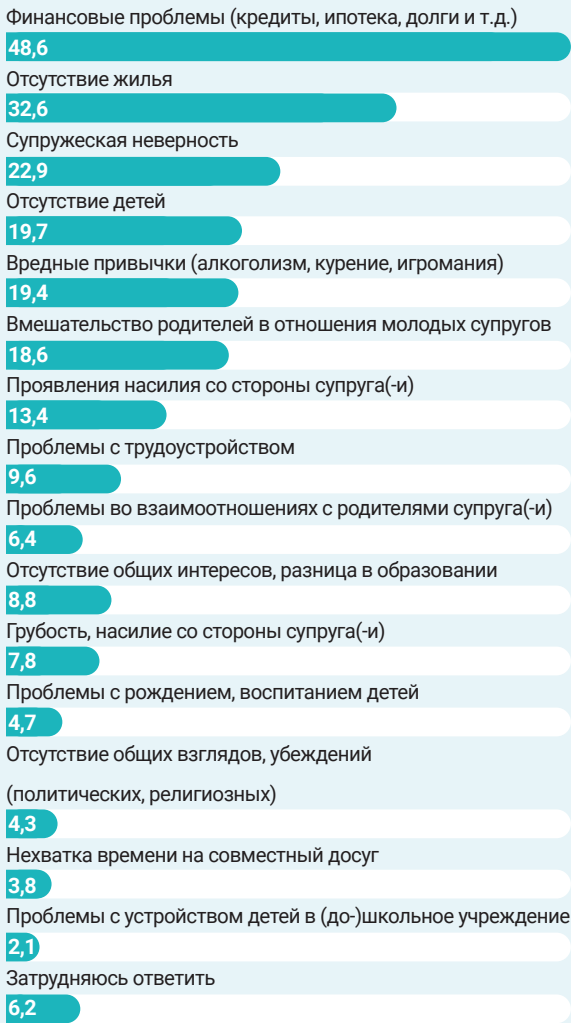 Финансовые проблемы (кредиты, ипотека, долги и т.д.)
48,6
Отсутствие жилья
32,6
Супружеская неверность
22,9
Отсутствие детей
19,7
Вредные привычки (алкоголизм, курение, игромания)
19,4
Вмешательство родителей в отношения молодых супругов
18,6
Проявления насилия со стороны супруга(-и)
13,4
Проблемы с трудоустройством
9,6
Проблемы во взаимоотношениях с родителями супруга(-и)
6,4
Отсутствие общих интересов, разница в образовании
8,8
Грубость, насилие со стороны супруга(-и)
7,8
Проблемы с рождением, воспитанием детей
4,7
Отсутствие общих взглядов, убеждений
(политических, религиозных)
4,3
Нехватка времени на совместный досуг
3,8
Проблемы с устройством детей в (до-)школьное учреждение
2,1
Затрудняюсь ответить
6,2